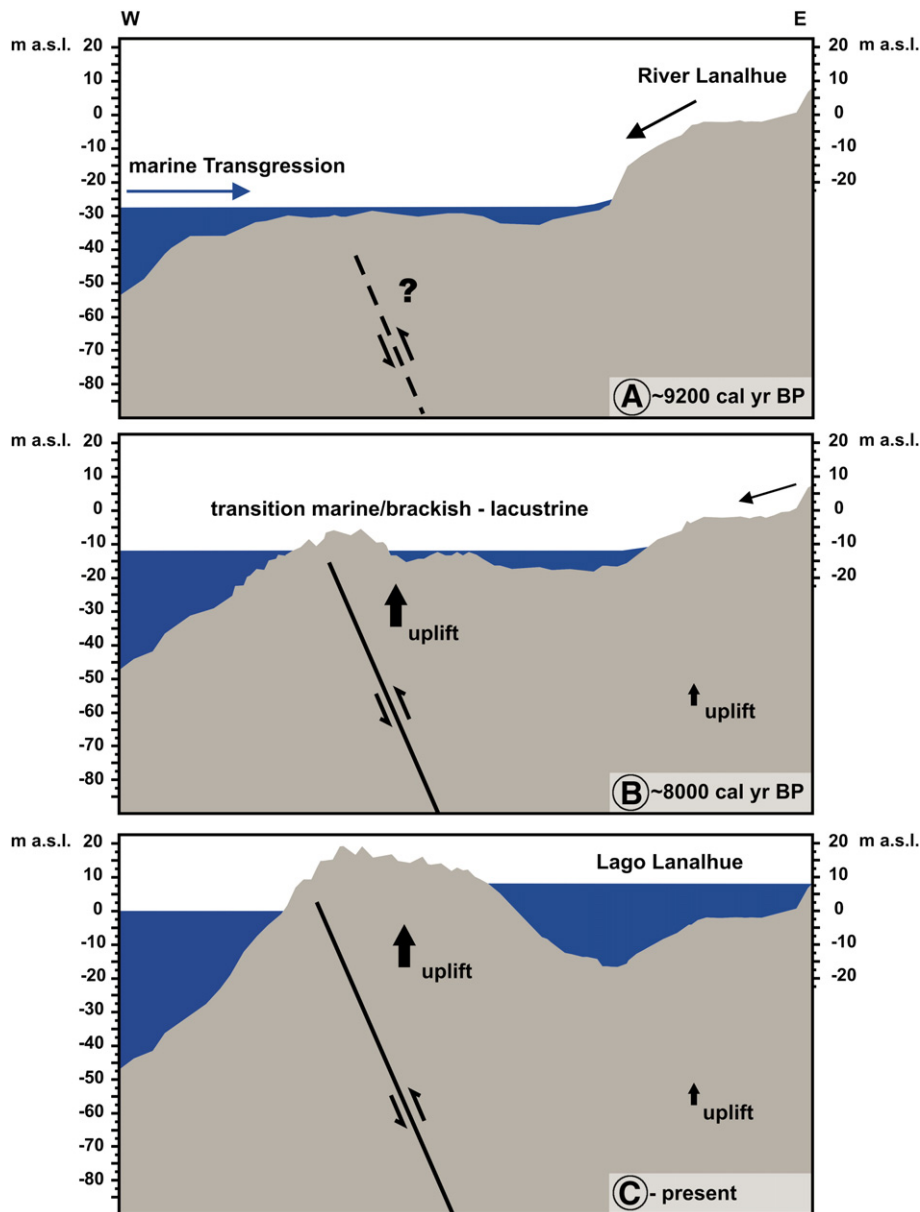 W E
m a.s.l. m a.s.l.
20 20
10 10
0 0
-10 -10
-20 -20
-30
-40
-50
-60
-70
-80
River Lanalhue
marine Transgression
?
A ~9200 cal yr BP
m a.s.l. m a.s.l.
20 20
10 10
0 0
-10 -10
-20 -20
-30
-40
-50
-60
-70
-80
transition marine/brackish - lacustrine
uplift
uplift
B ~8000 cal yr BP
m a.s.l. m a.s.l.
20 20
10 10
0 0
-10 -10
-20 -20
-30
-40
-50
-60
-70
-80
Lago Lanalhue
uplift
uplift
C - present